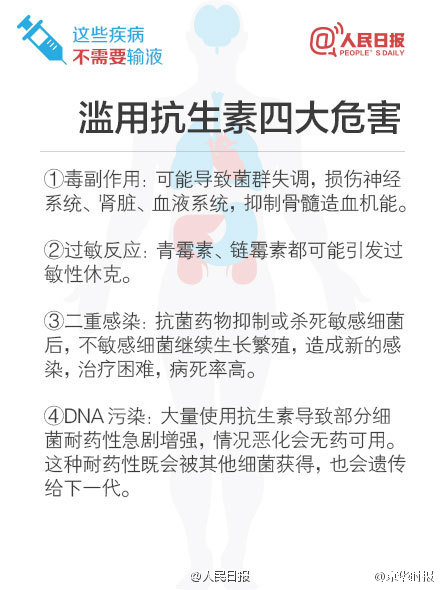 这些疾病
不需要输液
@人民日报
PEOPLE'S DAILY
滥用抗生素四大危害
①毒副作用：可能导致菌群失调，损伤神经
系统、肾脏、血液系统，抑制骨髓造血机能。
②过敏反应：青霉素、链霉素都可能引发过
敏性休克。
③二重感染：抗菌药物抑制或杀死敏感细菌
后，不敏感细菌继续生长繁殖，造成新的感
染，治疗困难，病死率高。
④DNA 污染：大量使用抗生素导致部分细
菌耐药性急剧增强，情况恶化会无药可用。
这种耐药性既会被其他细菌获得，也会遗传
给下一代。
@人民日报
@京华时报